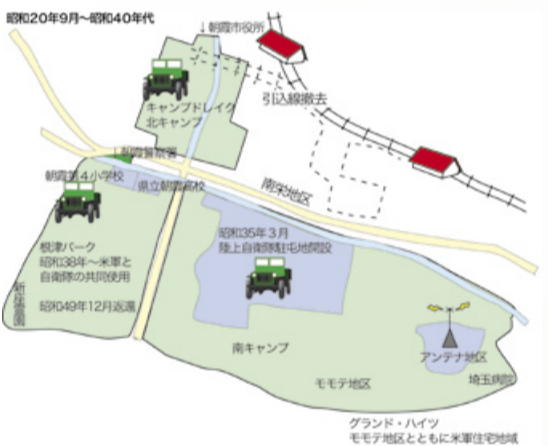 昭和20年9月〜昭和40年代
↓朝霞市役所
引込線撤去
キャンプドレイク
北キャンプ
↓朝霞警察署
朝霞第4小学校
県立朝霞高校
南栄地区
昭和35年3月
陸上自衛隊駐屯地開設
根津パーク
昭和38年〜米軍と
自衛隊の共同使用
昭和49年12月返還
南キャンプ
アンテナ地区
モモテ地区
埼玉病院
グランド・ハイツ
モモテ地区とともに米軍住宅地域